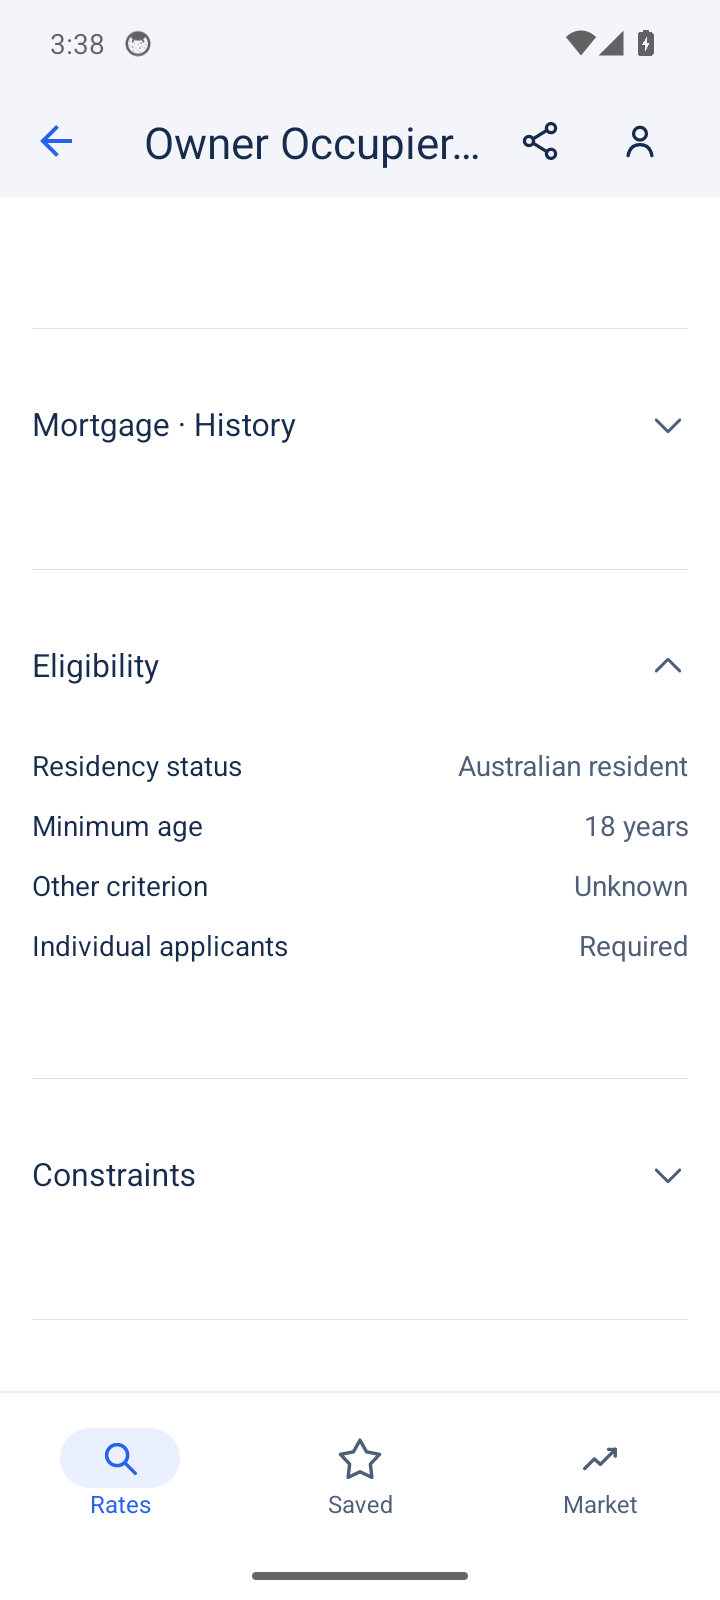 3:38
Owner Occupier...
Mortgage · History
Eligibility
Residency status Australian resident
Minimum age 18 years
Other criterion Unknown
Individual applicants Required
Constraints
Rates Saved Market